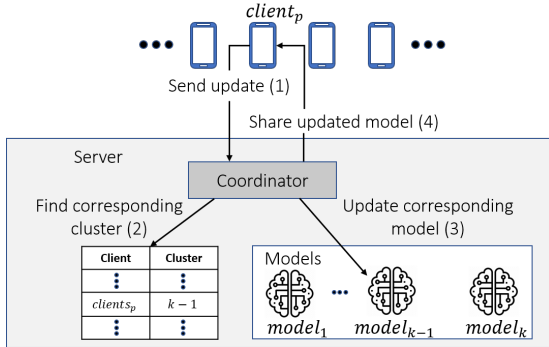 client_p
Send update (1)
Share updated model (4)
Server
Coordinator
Find corresponding
cluster (2)
Update corresponding
model (3)
Client Cluster
clients_p k − 1
Models
model_1 model_{k−1} model_k